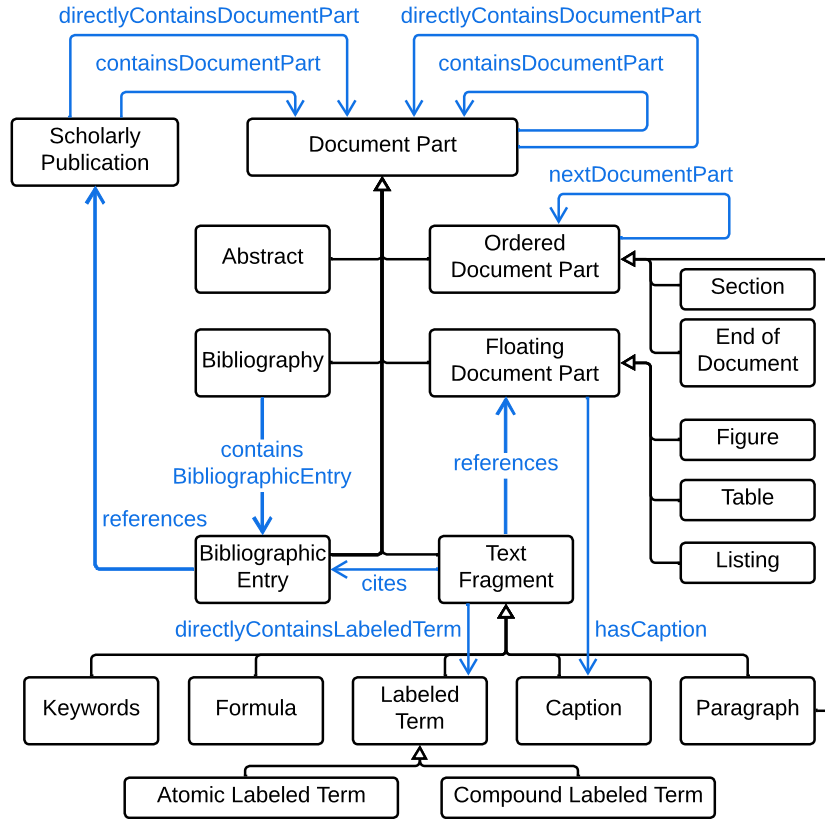 directlyContainsDocumentPart
directlyContainsDocumentPart
containsDocumentPart
containsDocumentPart
Scholarly
Publication
Document Part
nextDocumentPart
Abstract
Ordered
Document Part
Section
End of
Document
Bibliography
Floating
Document Part
Figure
contains
BibliographicEntry
references
Table
references
Bibliographic
Entry
Text
Fragment
Listing
cites
directlyContainsLabeledTerm
hasCaption
Keywords
Formula
Labeled
Term
Caption
Paragraph
Atomic Labeled Term
Compound Labeled Term